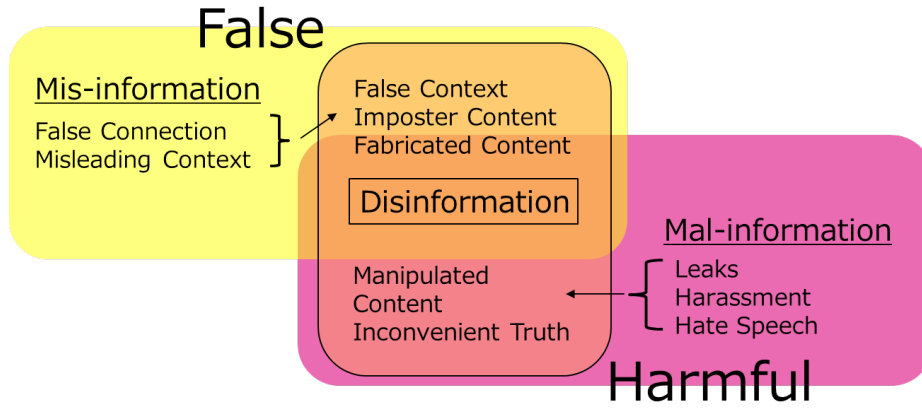 False
Mis-information
False Connection
Misleading Context
False Context
Imposter Content
Fabricated Content
Disinformation
Manipulated
Content
Inconvenient Truth
Mal-information
Leaks
Harassment
Hate Speech
Harmful